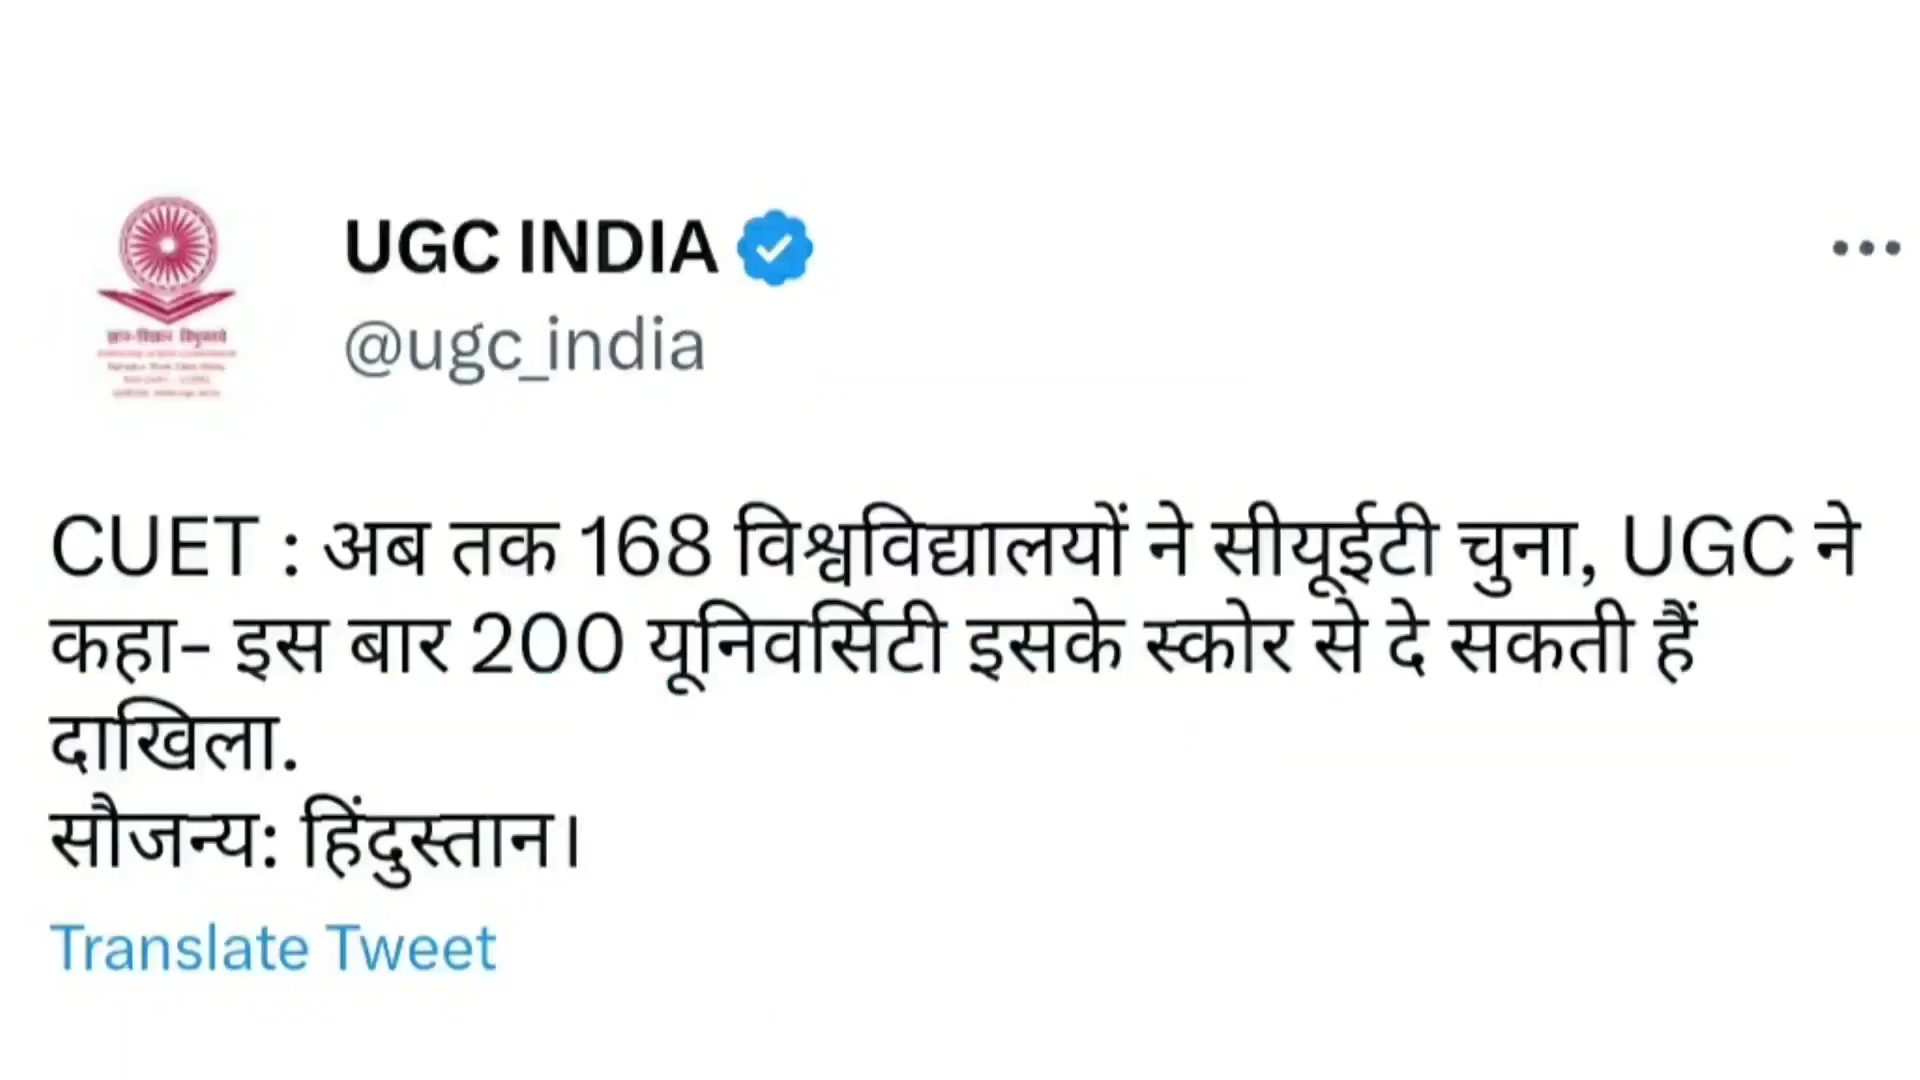 UGC INDIA
@ugc_india
CUET : अब तक 168 विश्वविद्यालयों ने सीयूईटी चुना, UGC ने
कहा- इस बार 200 यूनिवर्सिटी इसके स्कोर से दे सकती हैं
दाखिला.
सौजन्य: हिंदुस्तान।
Translate Tweet